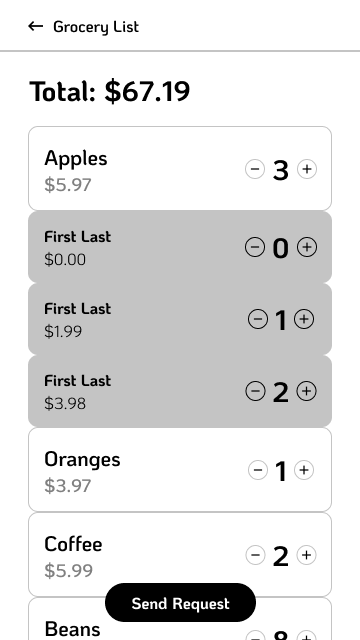 ← Grocery List
Total: $67.19
Apples
$5.97
− 3 +
First Last
$0.00
− 0 +
First Last
$1.99
− 1 +
First Last
$3.98
− 2 +
Oranges
$3.97
− 1 +
Coffee
$5.99
− 2 +
Send Request
Beans
8